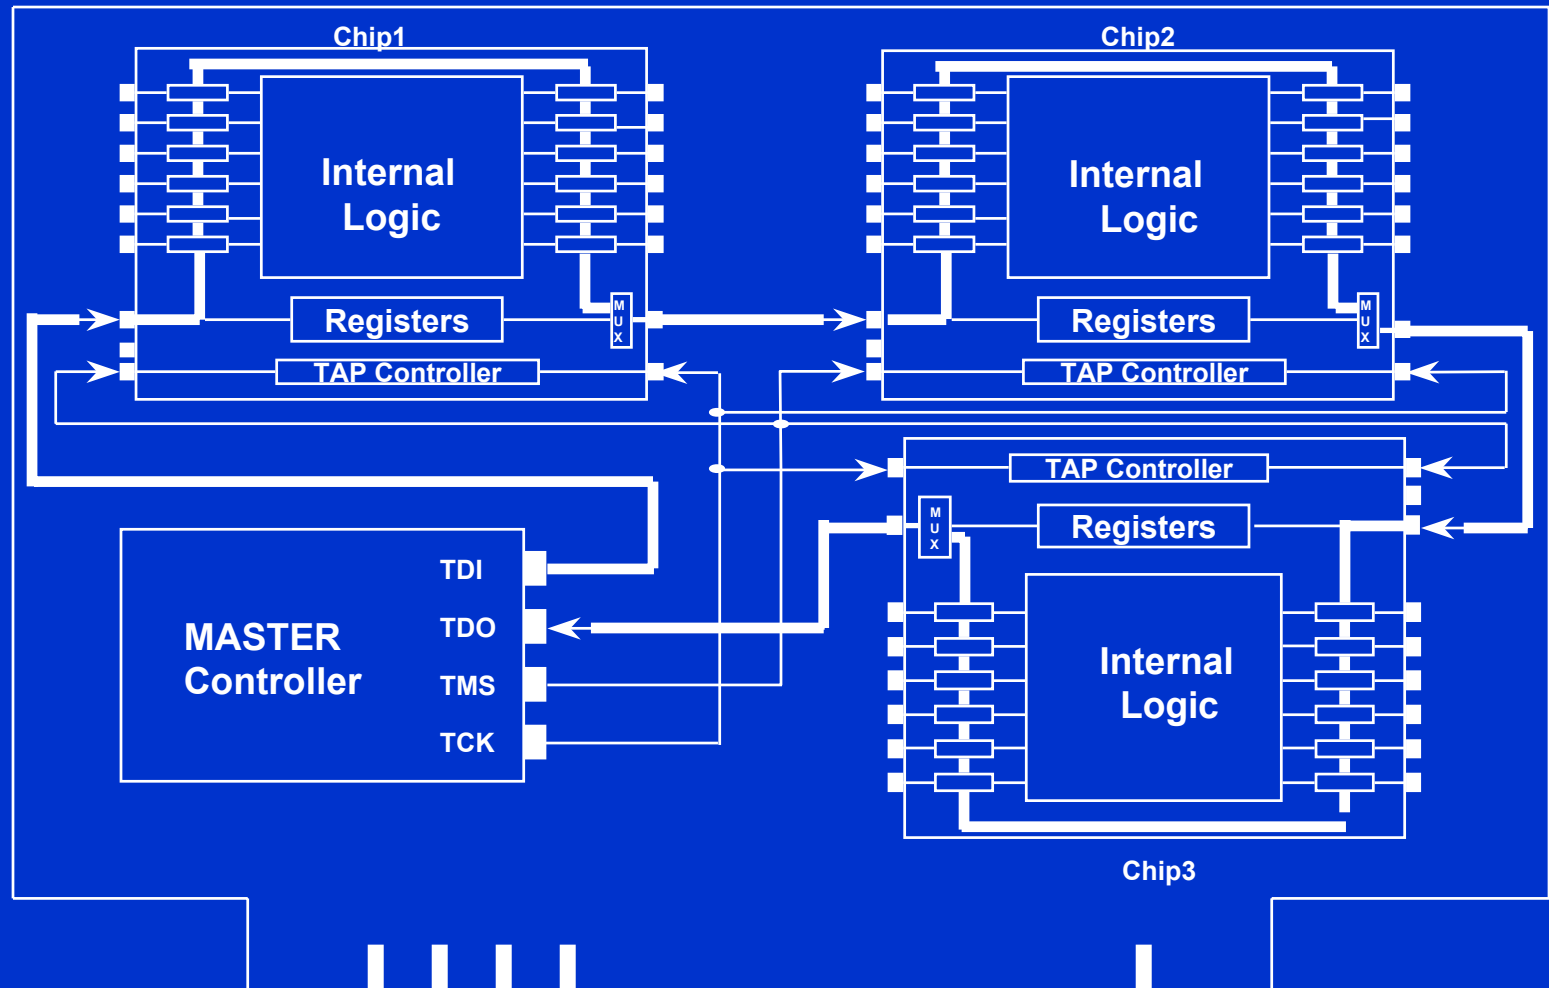 Chip1
Chip2
Internal
Logic
Internal
Logic
Registers
M
U
X
Registers
M
U
X
TAP Controller
TAP Controller
TAP Controller
M
U
X
Registers
TDI
TDO
MASTER
Controller
TMS
TCK
Internal
Logic
Chip3